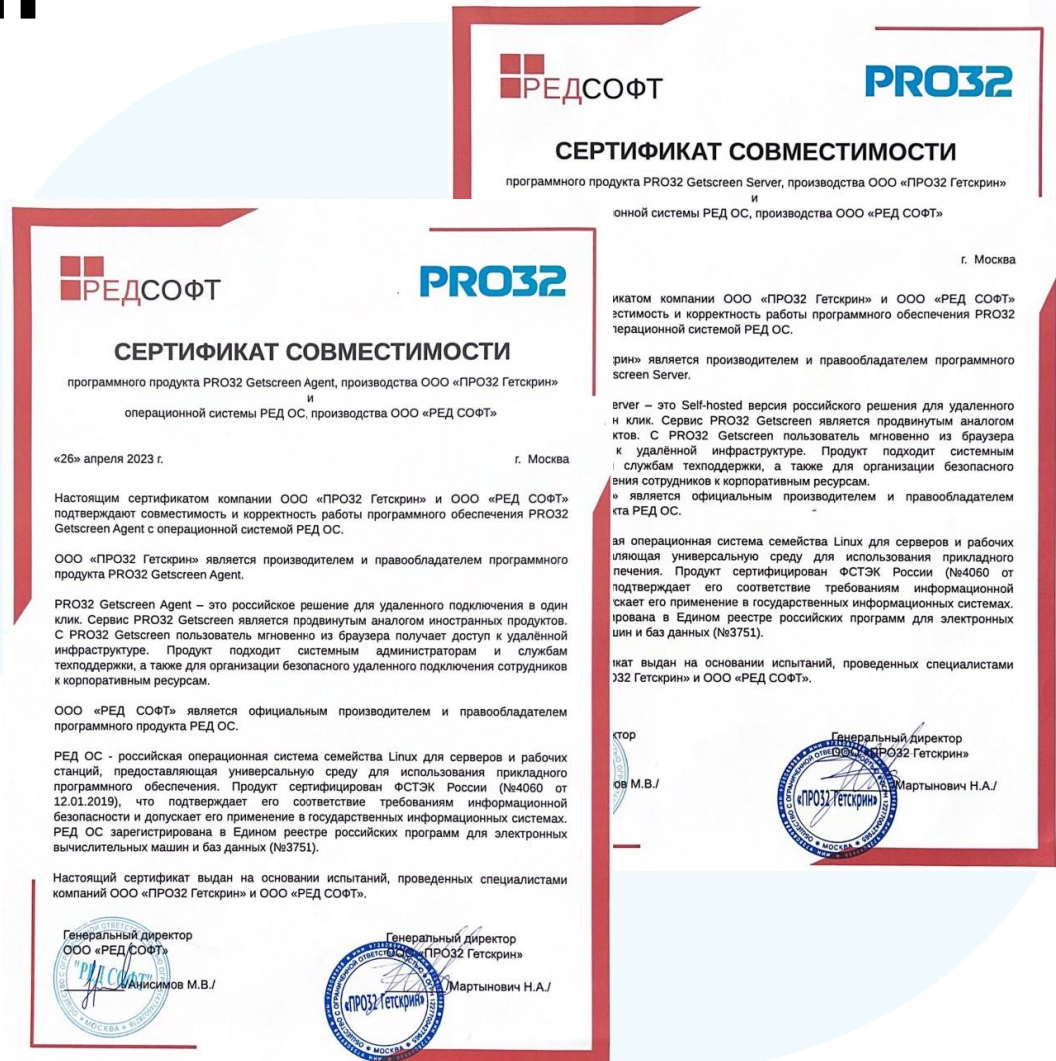 РЕДСОФТ
PRO32
СЕРТИФИКАТ СОВМЕСТИМОСТИ
программного продукта PRO32 Getscreen Server, производства ООО «ПРО32 Гетскрин»
и
ионной системы РЕД ОС, производства ООО «РЕД СОФТ»
г. Москва
икатом компании ООО «ПРО32 Гетскрин» и ООО «РЕД СОФТ»
естимость и корректность работы программного обеспечения PRO32
перационной системой РЕД ОС.
крин» является производителем и правообладателем программного
screen Server.
erver – это Self-hosted версия российского решения для удаленного
н клик. Сервис PRO32 Getscreen является продвинутым аналогом
ктов. С PRO32 Getscreen пользователь мгновенно из браузера
к удалённой инфраструктуре. Продукт подходит системным
службам техподдержки, а также для организации безопасного
ения сотрудников к корпоративным ресурсам.
» является официальным производителем и правообладателем
кта РЕД ОС.
ая операционная система семейства Linux для серверов и рабочих
вляющая универсальную среду для использования прикладного
печения. Продукт сертифицирован ФСТЭК России (№4060 от
подтверждает его соответствие требованиям информационной
ускает его применение в государственных информационных системах.
ирована в Едином реестре российских программ для электронных
шин и баз данных (№3751).
икат выдан на основании испытаний, проведенных специалистами
О32 Гетскрин» и ООО «РЕД СОФТ».
ктор
Генеральный директор
ООО «ПРО32 Гетскрин»
ов М.В./
/Мартынович Н.А./
«ПРО32 Гетскрин»
МОСКВА
РЕДСОФТ
PRO32
СЕРТИФИКАТ СОВМЕСТИМОСТИ
программного продукта PRO32 Getscreen Agent, производства ООО «ПРО32 Гетскрин»
и
операционной системы РЕД ОС, производства ООО «РЕД СОФТ»
«26» апреля 2023 г. г. Москва
Настоящим сертификатом компании ООО «ПРО32 Гетскрин» и ООО «РЕД СОФТ»
подтверждают совместимость и корректность работы программного обеспечения PRO32
Getscreen Agent с операционной системой РЕД ОС.
ООО «ПРО32 Гетскрин» является производителем и правообладателем программного
продукта PRO32 Getscreen Agent.
PRO32 Getscreen Agent – это российское решение для удаленного подключения в один
клик. Сервис PRO32 Getscreen является продвинутым аналогом иностранных продуктов.
С PRO32 Getscreen пользователь мгновенно из браузера получает доступ к удалённой
инфраструктуре. Продукт подходит системным администраторам и службам
техподдержки, а также для организации безопасного удаленного подключения сотрудников
к корпоративным ресурсам.
ООО «РЕД СОФТ» является официальным производителем и правообладателем
программного продукта РЕД ОС.
РЕД ОС - российская операционная система семейства Linux для серверов и рабочих
станций, предоставляющая универсальную среду для использования прикладного
программного обеспечения. Продукт сертифицирован ФСТЭК России (№4060 от
12.01.2019), что подтверждает его соответствие требованиям информационной
безопасности и допускает его применение в государственных информационных системах.
РЕД ОС зарегистрирована в Едином реестре российских программ для электронных
вычислительных машин и баз данных (№3751).
Настоящий сертификат выдан на основании испытаний, проведенных специалистами
компаний ООО «ПРО32 Гетскрин» и ООО «РЕД СОФТ».
Генеральный директор
ООО «РЕД СОФТ»
"РЕД СОФТ"
/Анисимов М.В./
МОСКВА
Генеральный директор
ООО «ПРО32 Гетскрин»
/Мартынович Н.А./
«ПРО32 Гетскрин»
МОСКВА